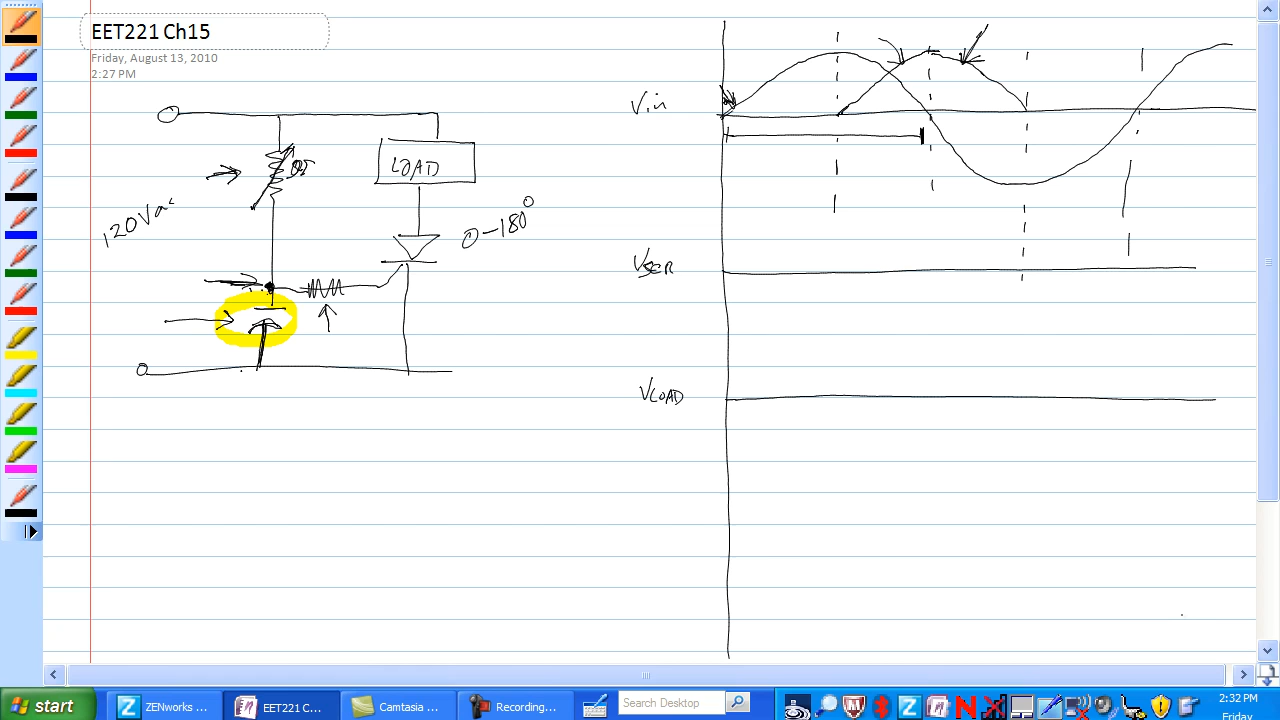 EET221 Ch15
Friday, August 13, 2010
2:27 PM
Vin
LOAD
120Vac
0-180°
VSCR
VLOAD
start
ZENworks ...
EET221 C...
Camtasia ...
Recording...
Search Desktop
2:32 PM
Friday